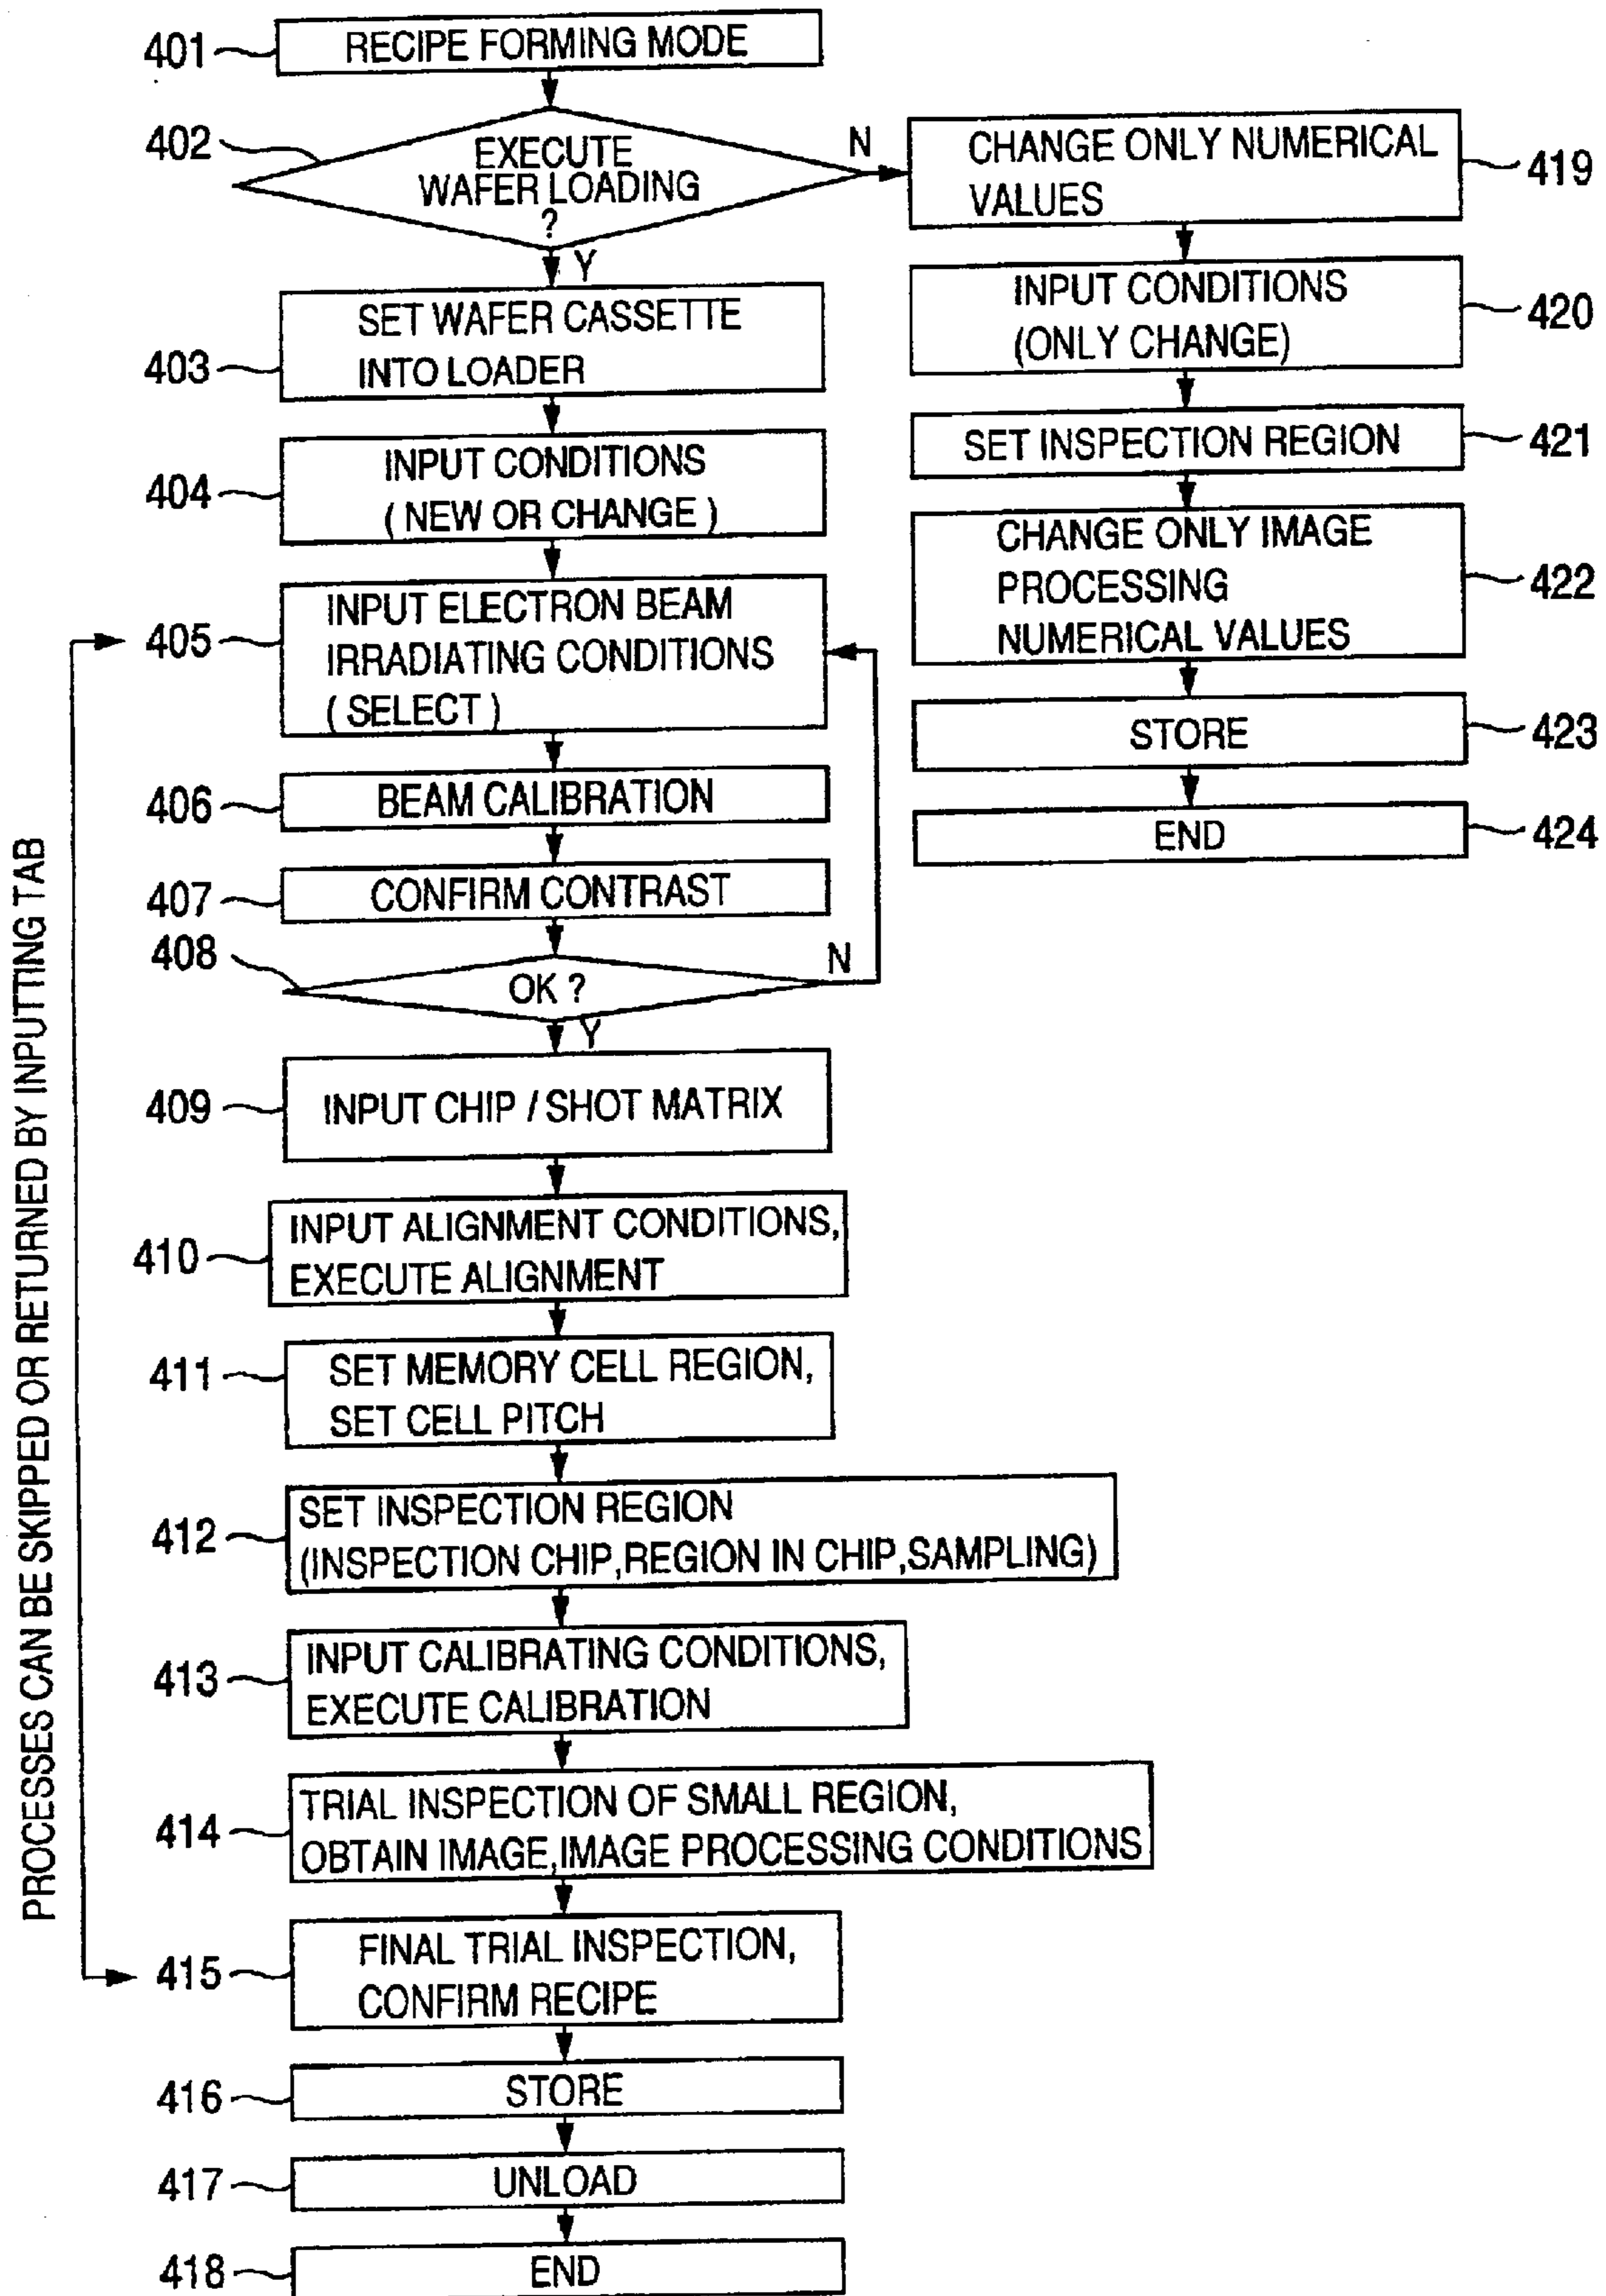 401
RECIPE FORMING MODE
402
EXECUTE
WAFER LOADING
?
N
Y
403
SET WAFER CASSETTE
INTO LOADER
404
INPUT CONDITIONS
( NEW OR CHANGE )
405
INPUT ELECTRON BEAM
IRRADIATING CONDITIONS
( SELECT )
406
BEAM CALIBRATION
407
CONFIRM CONTRAST
408
OK ?
N
Y
409
INPUT CHIP / SHOT MATRIX
410
INPUT ALIGNMENT CONDITIONS,
EXECUTE ALIGNMENT
411
SET MEMORY CELL REGION,
SET CELL PITCH
412
SET INSPECTION REGION
(INSPECTION CHIP,REGION IN CHIP,SAMPLING)
413
INPUT CALIBRATING CONDITIONS,
EXECUTE CALIBRATION
414
TRIAL INSPECTION OF SMALL REGION,
OBTAIN IMAGE,IMAGE PROCESSING CONDITIONS
415
FINAL TRIAL INSPECTION,
CONFIRM RECIPE
416
STORE
417
UNLOAD
418
END
CHANGE ONLY NUMERICAL
VALUES
419
INPUT CONDITIONS
(ONLY CHANGE)
420
SET INSPECTION REGION
421
CHANGE ONLY IMAGE
PROCESSING
NUMERICAL VALUES
422
STORE
423
END
424
PROCESSES CAN BE SKIPPED OR RETURNED BY INPUTTING TAB